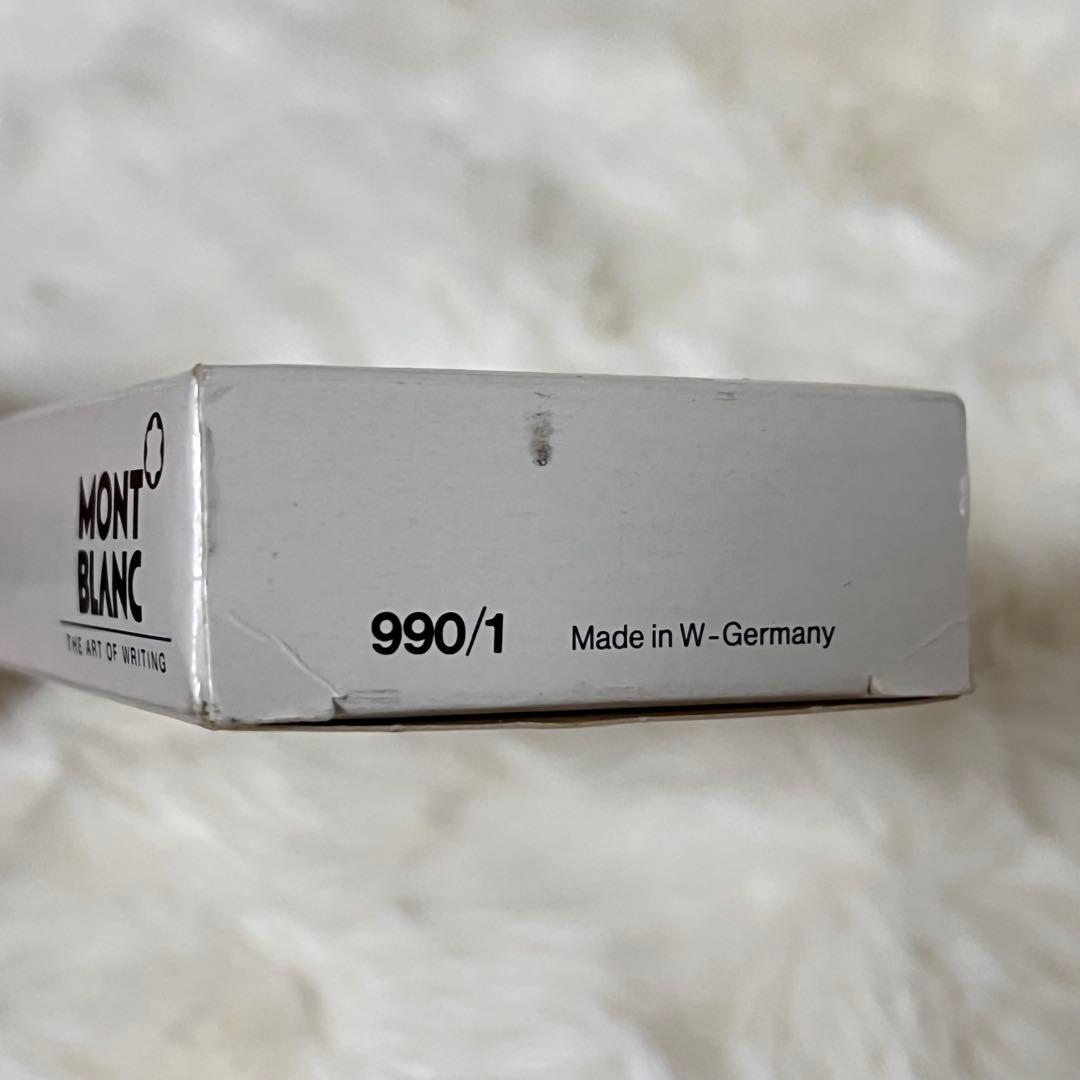 MONT
BLANC
THE ART OF WRITING
990/1 Made in W-Germany